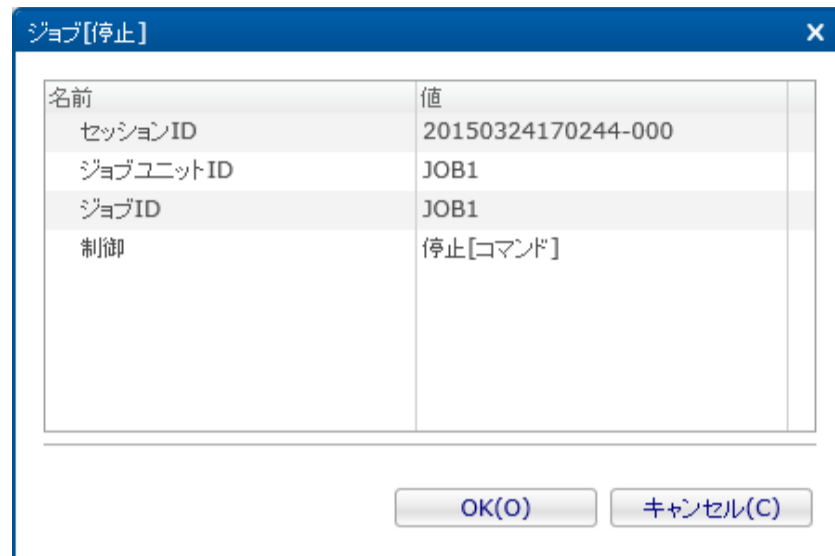 ジョブ[停止]
名前 値
セッションID 20150324170244-000
ジョブユニットID JOB1
ジョブID JOB1
制御 停止[コマンド]
OK(O) キャンセル(C)